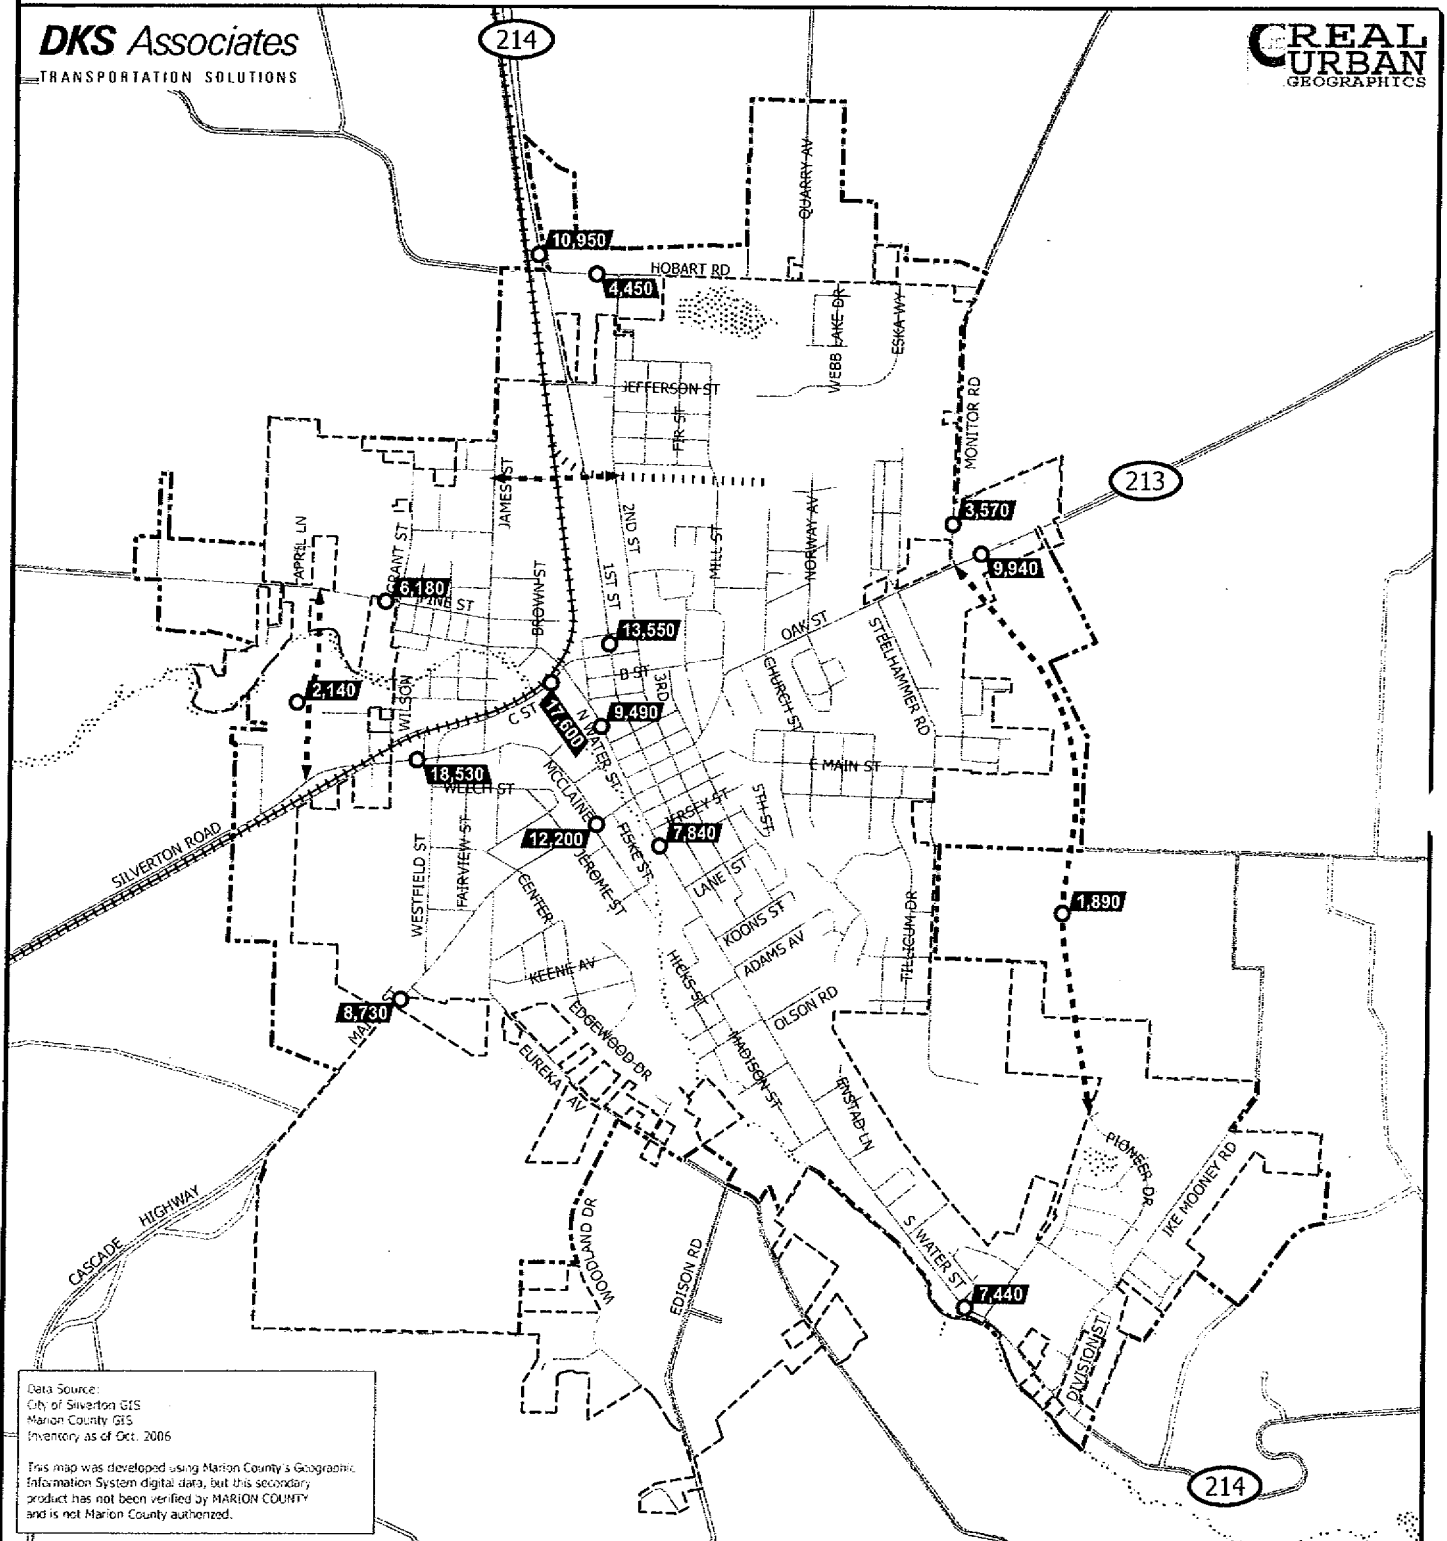 DKS Associates
TRANSPORTATION SOLUTIONS
214
REAL
URBAN
GEOGRAPHICS
QUARRY AV
10,950
HOBART RD
4,450
WEBB LAKE DR
ESKA WY
JEFFERSON ST
FIR ST
MONITOR RD
213
JAMES ST
2ND ST
MILL ST
NORWAY AV
3,570
APRIL LN
GRANT ST
9,940
6,180
PINE ST
BROWN ST
1ST ST
13,550
OAK ST
STEELHAMMER RD
B ST
3RD
CHURCH ST
2,140
WILSON
C ST
17,600
N WATER ST
9,490
18,530
WELCH ST
MCCLAINE
E MAIN ST
JERSEY ST
5TH ST
12,200
FISKE ST
7,840
SILVERTON ROAD
WESTFIELD ST
FAIRVIEW ST
CENTER
JEROME ST
LANE ST
KOONS ST
ADAMS AV
TILLICUM DR
1,890
KEENE AV
HICKS ST
OLSON RD
8,730
EDGEWOOD DR
EUREKA AV
MADISON ST
ENSTAD LN
PIONEER DR
IKE MOONEY RD
CASCADE HIGHWAY
WOODLAND DR
EDISON RD
S WATER ST
7,440
DIVISION ST
214
Data Source:
City of Silverton GIS
Marion County GIS
Inventory as of Oct. 2006
This map was developed using Marion County's Geographic
Information System digital data, but this secondary
product has not been verified by MARION COUNTY
and is not Marion County authorized.